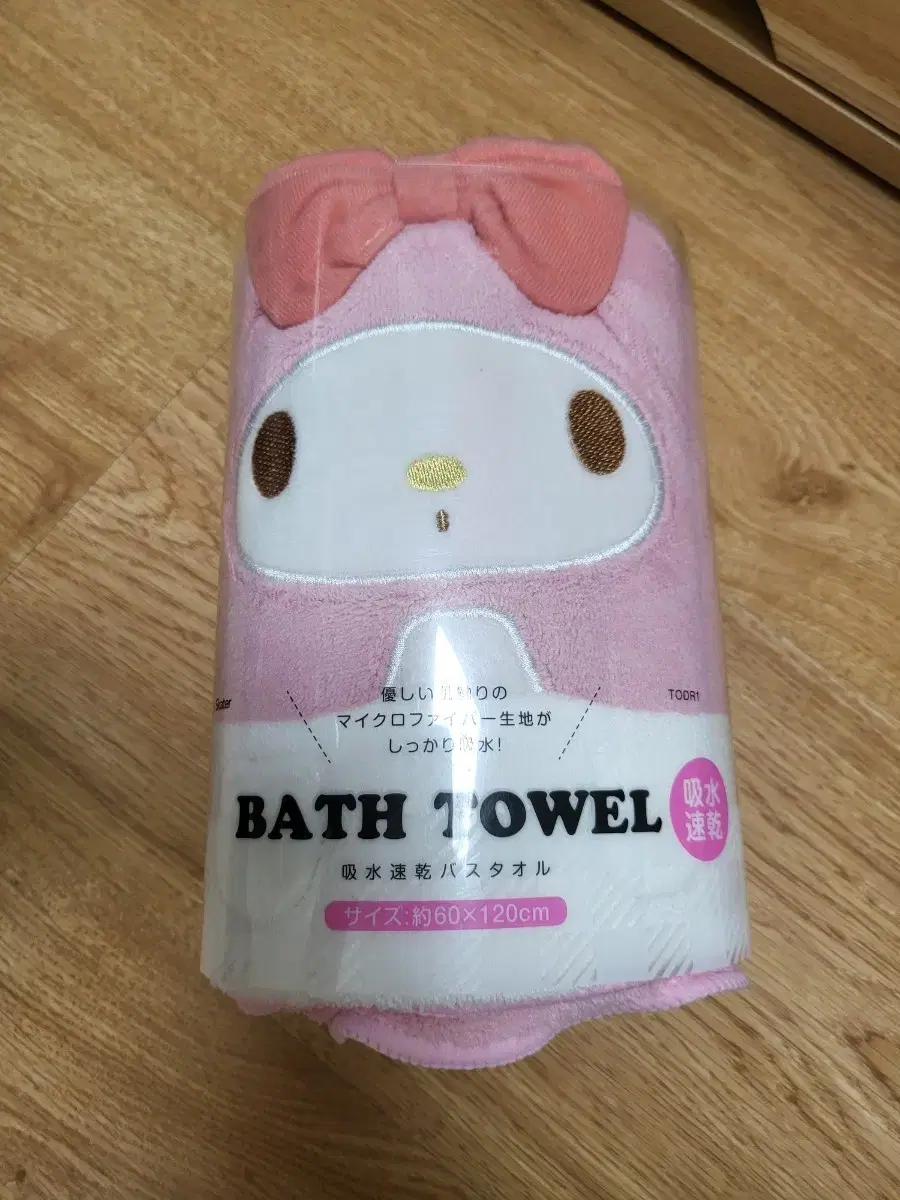 優しい肌触りの
マイクロファイバー生地が
しっかり吸水!
Skater
TODR1
BATH TOWEL
吸水
速乾
吸水速乾バスタオル
サイズ:約60×120cm